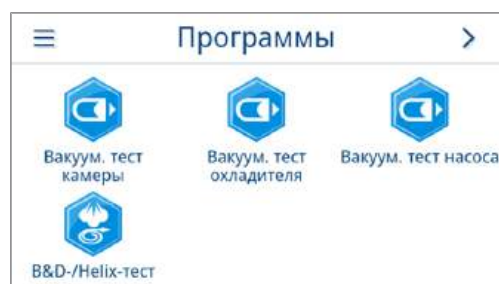 Программы
Вакуум. тест
камеры
Вакуум. тест
охладителя
Вакуум. тест насоса
B&D-/Helix-тест